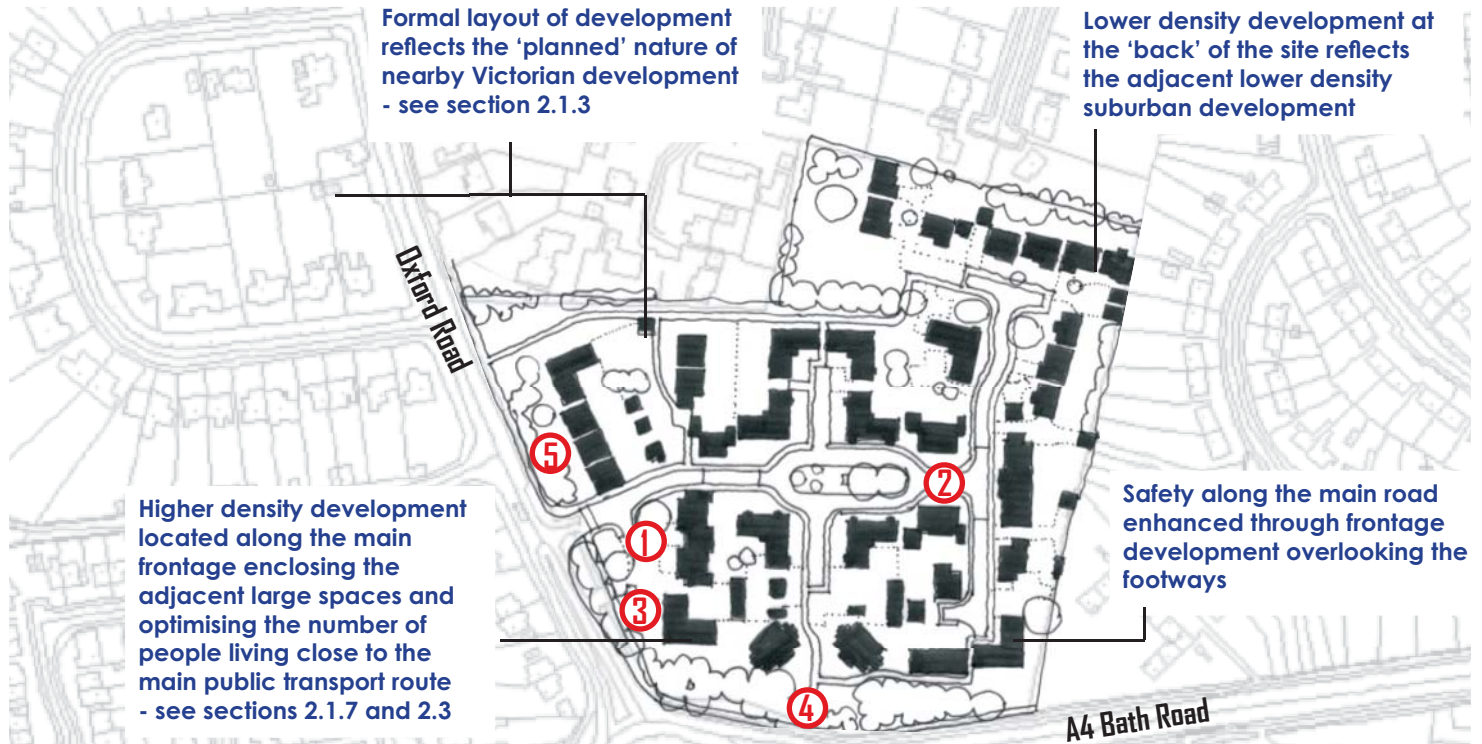 Formal layout of development
reflects the ‘planned’ nature of
nearby Victorian development
- see section 2.1.3
Lower density development at
the ‘back’ of the site reflects
the adjacent lower density
suburban development
Oxford Road
5
2
1
3
4
Higher density development
located along the main
frontage enclosing the
adjacent large spaces and
optimising the number of
people living close to the
main public transport route
- see sections 2.1.7 and 2.3
Safety along the main road
enhanced through frontage
development overlooking the
footways
A4 Bath Road